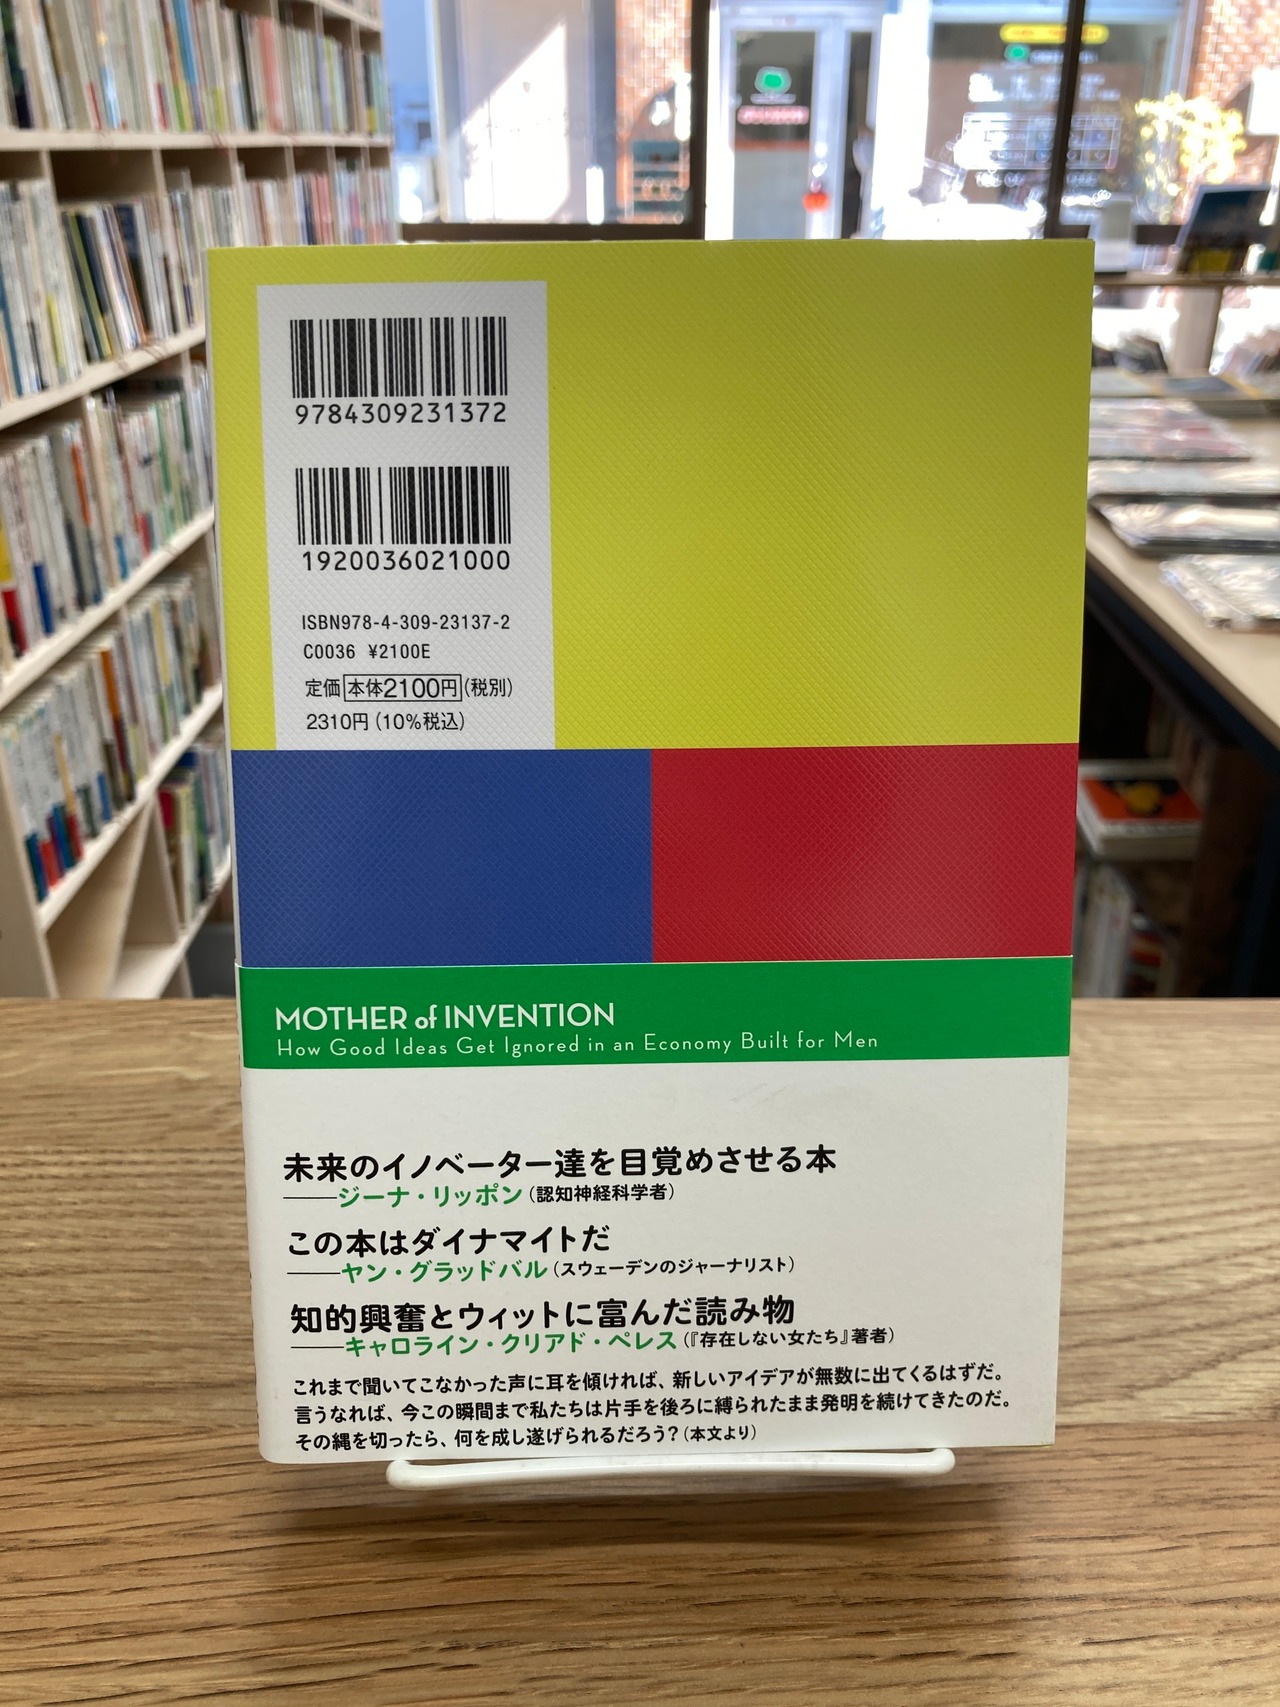 9784309231372
1920036021000
ISBN978-4-309-23137-2
C0036 ¥2100E
定価 本体2100円(税別)
2310円(10%税込)
MOTHER of INVENTION
How Good Ideas Get Ignored in an Economy Built for Men
未来のイノベーター達を目覚めさせる本
――ジーナ・リッポン(認知神経科学者)
この本はダイナマイトだ
――ヤン・グラッドバル(スウェーデンのジャーナリスト)
知的興奮とウィットに富んだ読み物
――キャロライン・クリアド・ペレス(『存在しない女たち』著者)
これまで聞いてこなかった声に耳を傾ければ、新しいアイデアが無数に出てくるはずだ。
言うなれば、今この瞬間まで私たちは片手を後ろに縛られたまま発明を続けてきたのだ。
その縄を切ったら、何を成し遂げられるだろう?(本文より)